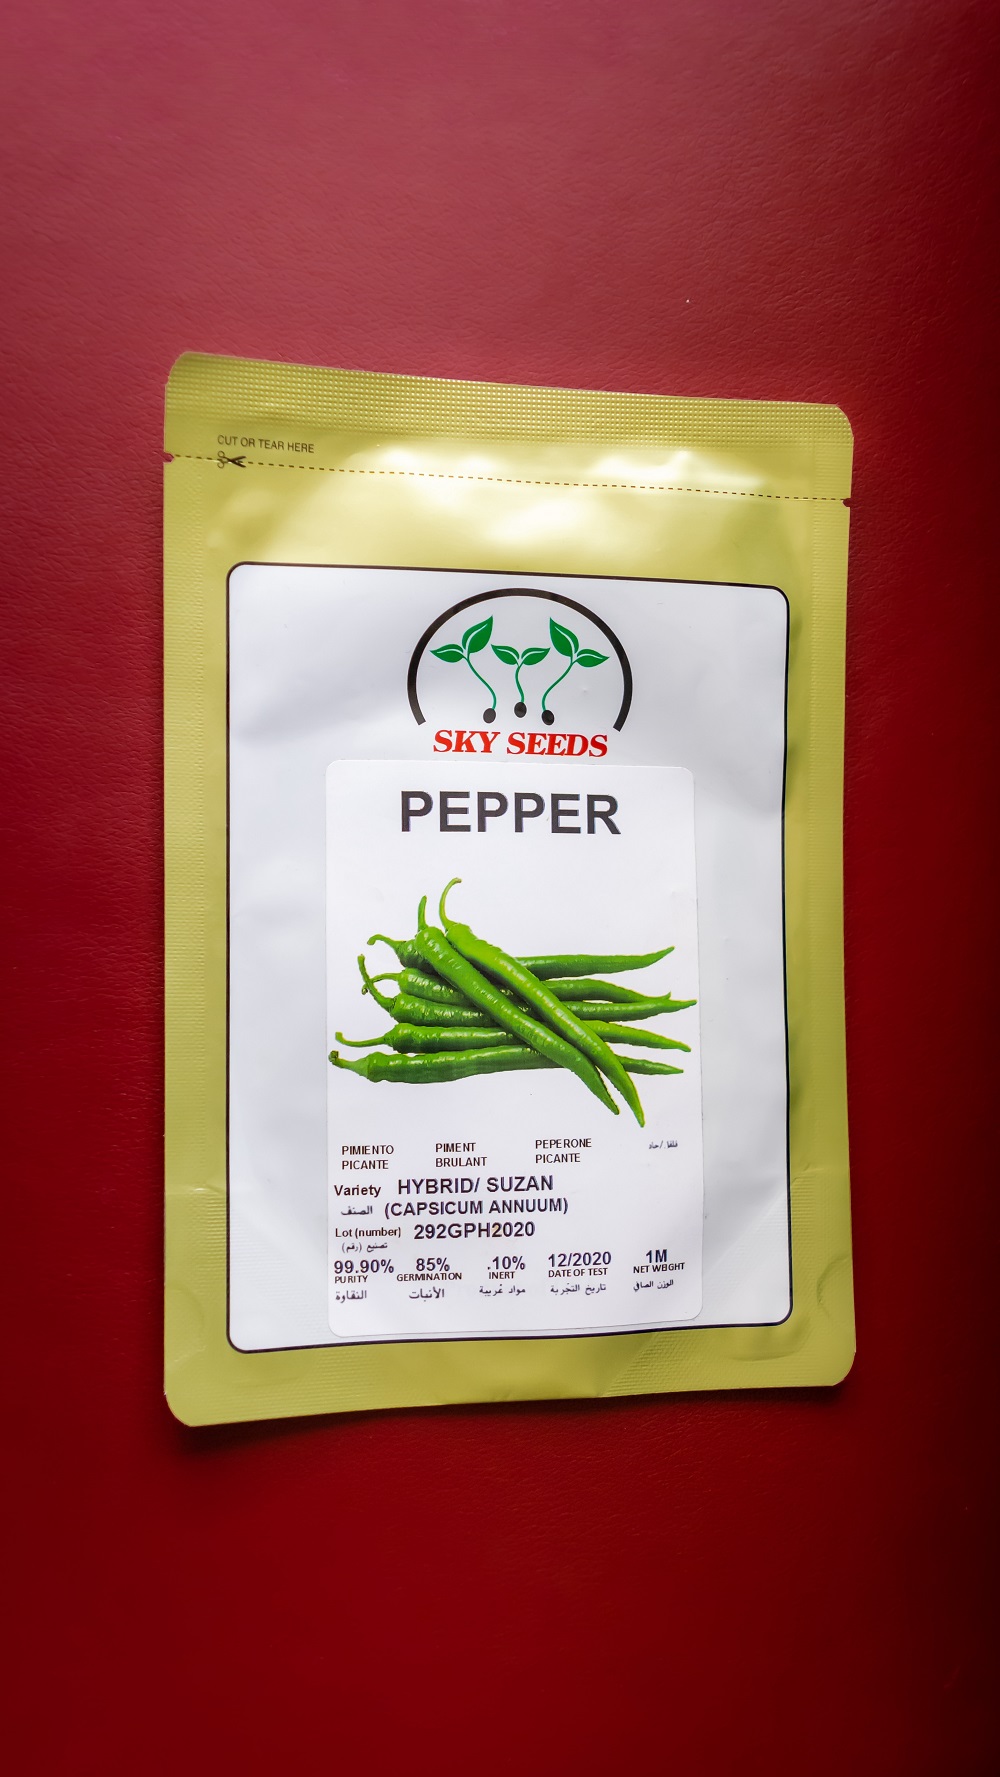 CUT OR TEAR HERE
SKY SEEDS
PEPPER
PIMIENTO PICANTE
PIMENT BRULANT
PEPERONE PICANTE
Variety HYBRID/ SUZAN
الصنف (CAPSICUM ANNUUM)
Lot (number) 292GPH2020
تصنيع (رقم)
99.90% 85% .10% 12/2020 1M
PURITY GERMINATION INERT DATE OF TEST NET WEIGHT
النقاوة الأنبات مواد غريبة تاريخ التجربة الوزن الصافي